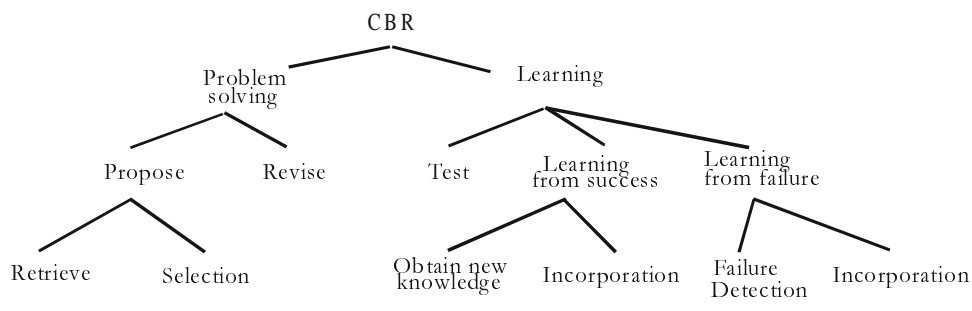 CBR
Problem
solving
Learning
Propose
Revise
Test
Learning
from success
Learning
from failure
Retrieve
Selection
Obtain new
knowledge
Incorporation
Failure
Detection
Incorporation